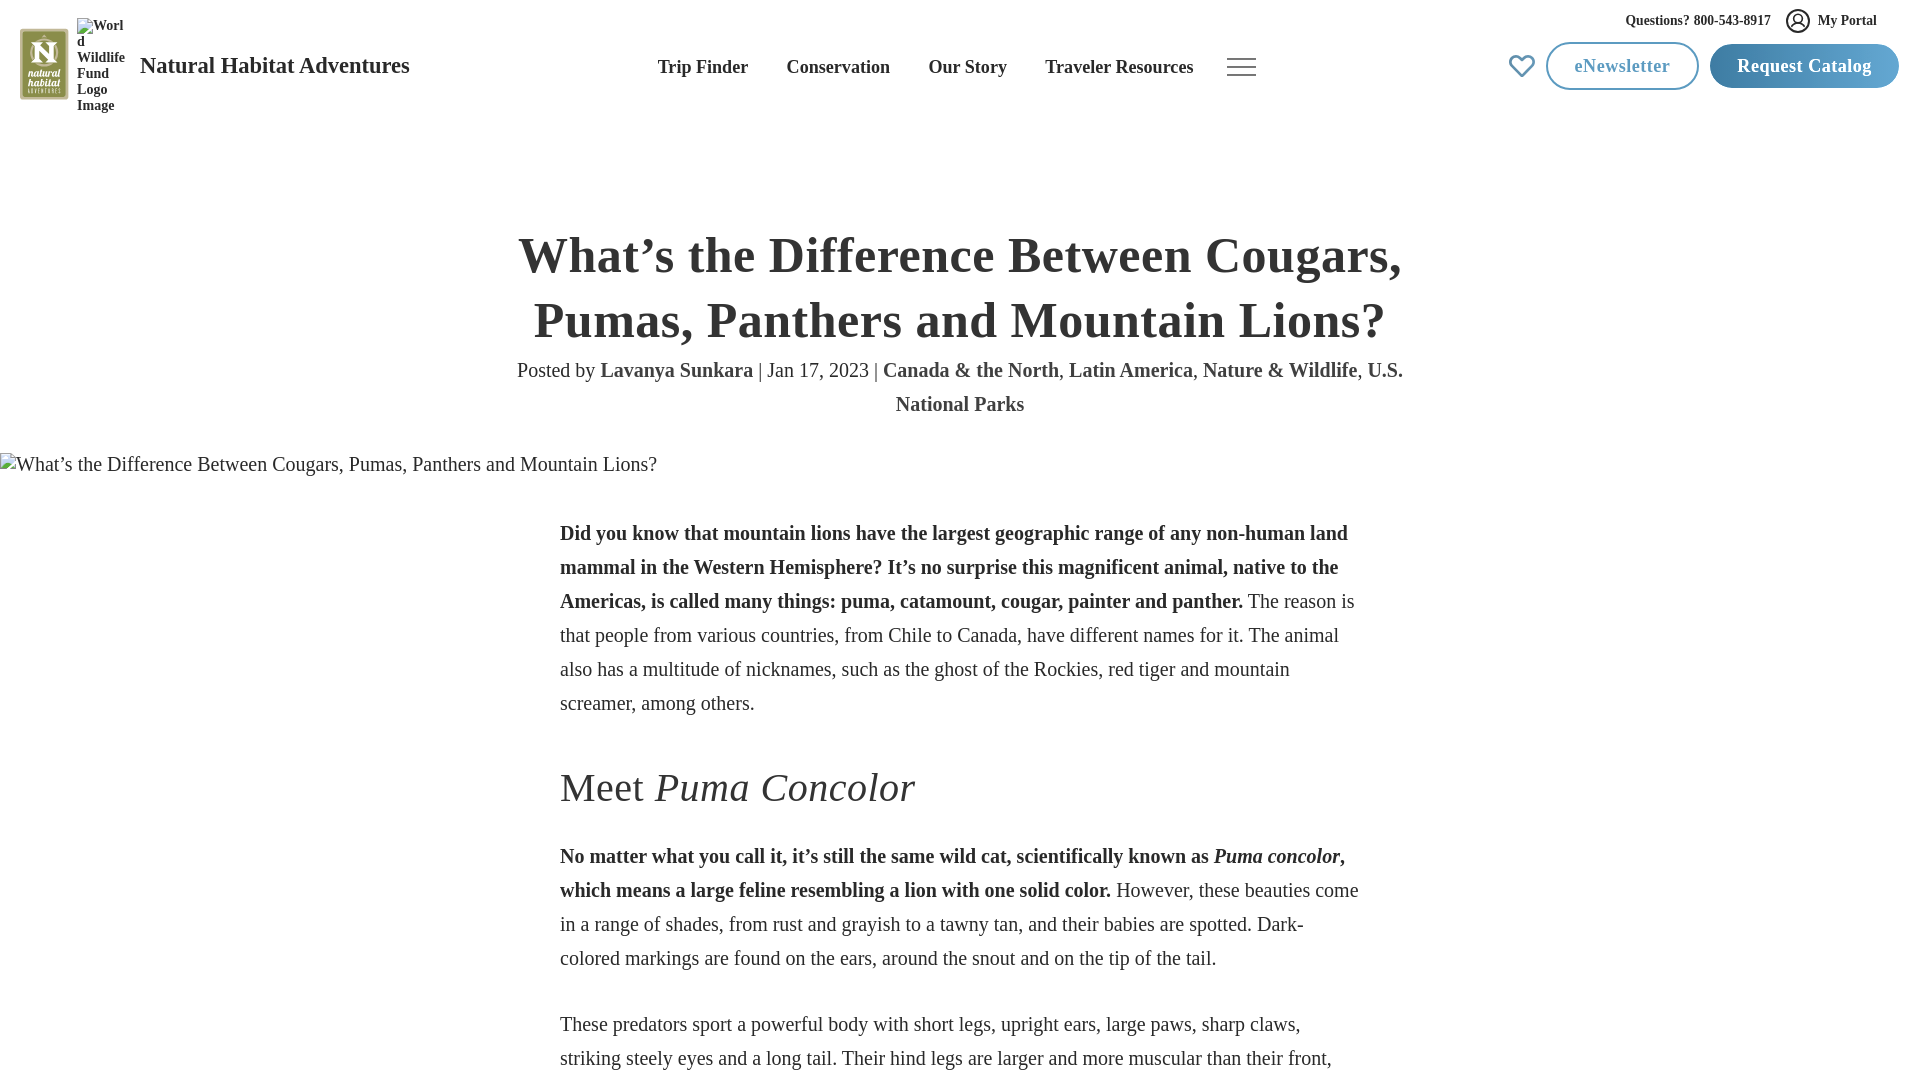 Questions? 800-543-8917 My Portal
natural
habitat
ADVENTURES
Worl
d
Wildlife
Fund
Logo
Image
Natural Habitat Adventures
Trip Finder Conservation Our Story Traveler Resources
eNewsletter Request Catalog
What’s the Difference Between Cougars,
Pumas, Panthers and Mountain Lions?
Posted by Lavanya Sunkara | Jan 17, 2023 | Canada & the North, Latin America, Nature & Wildlife, U.S.
National Parks
What’s the Difference Between Cougars, Pumas, Panthers and Mountain Lions?
Did you know that mountain lions have the largest geographic range of any non-human land
mammal in the Western Hemisphere? It’s no surprise this magnificent animal, native to the
Americas, is called many things: puma, catamount, cougar, painter and panther. The reason is
that people from various countries, from Chile to Canada, have different names for it. The animal
also has a multitude of nicknames, such as the ghost of the Rockies, red tiger and mountain
screamer, among others.
Meet Puma Concolor
No matter what you call it, it’s still the same wild cat, scientifically known as Puma concolor,
which means a large feline resembling a lion with one solid color. However, these beauties come
in a range of shades, from rust and grayish to a tawny tan, and their babies are spotted. Dark-
colored markings are found on the ears, around the snout and on the tip of the tail.
These predators sport a powerful body with short legs, upright ears, large paws, sharp claws,
striking steely eyes and a long tail. Their hind legs are larger and more muscular than their front,